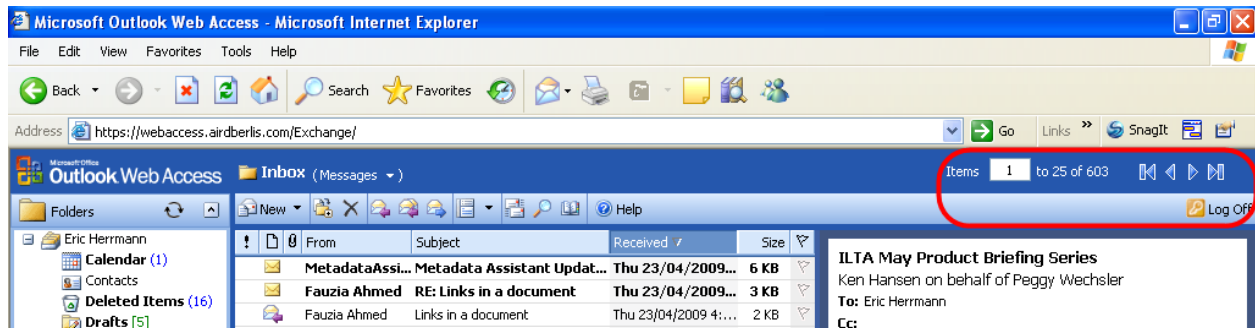 Microsoft Outlook Web Access - Microsoft Internet Explorer
File Edit View Favorites Tools Help
Back Search Favorites
Address https://webaccess.airdberlis.com/Exchange/ Go Links » SnagIt
Microsoft Office
Outlook Web Access Inbox (Messages ) Items 1 to 25 of 603
Folders New Help Log Off
Eric Herrmann ! From Subject Received Size
Calendar (1)
Contacts
Deleted Items (16)
Drafts [5]
MetadataAssi... Metadata Assistant Updat... Thu 23/04/2009... 6 KB
Fauzia Ahmed RE: Links in a document Thu 23/04/2009... 3 KB
Fauzia Ahmed Links in a document Thu 23/04/2009 4:... 2 KB
ILTA May Product Briefing Series
Ken Hansen on behalf of Peggy Wechsler
To: Eric Herrmann
Cc: